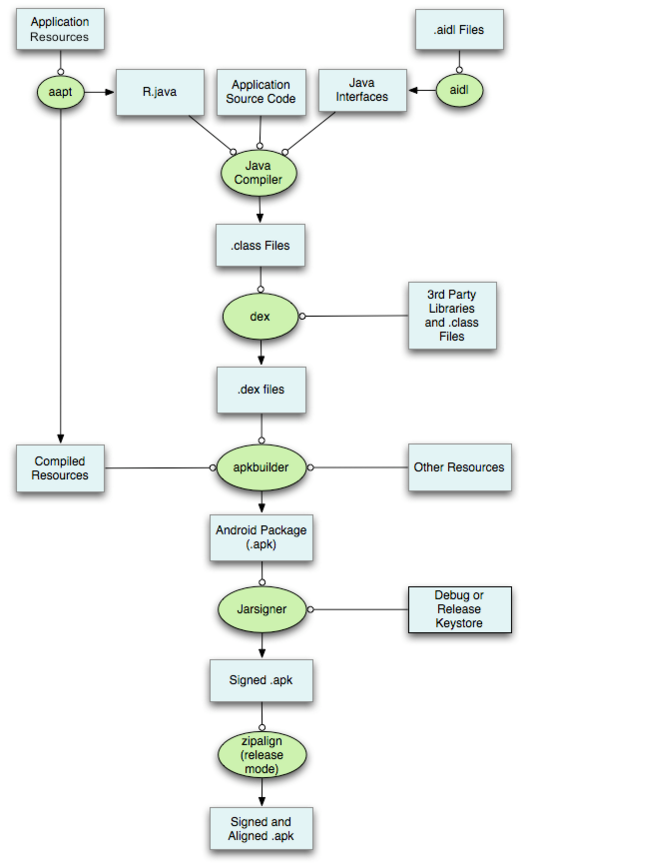 Application
Resources
.aidl Files
aapt
R.java
Application
Source Code
Java
Interfaces
aidl
Java
Compiler
.class Files
dex
3rd Party
Libraries
and .class
Files
.dex files
Compiled
Resources
apkbuilder
Other Resources
Android Package
(.apk)
Jarsigner
Debug or
Release
Keystore
Signed .apk
zipalign
(release
mode)
Signed and
Aligned .apk